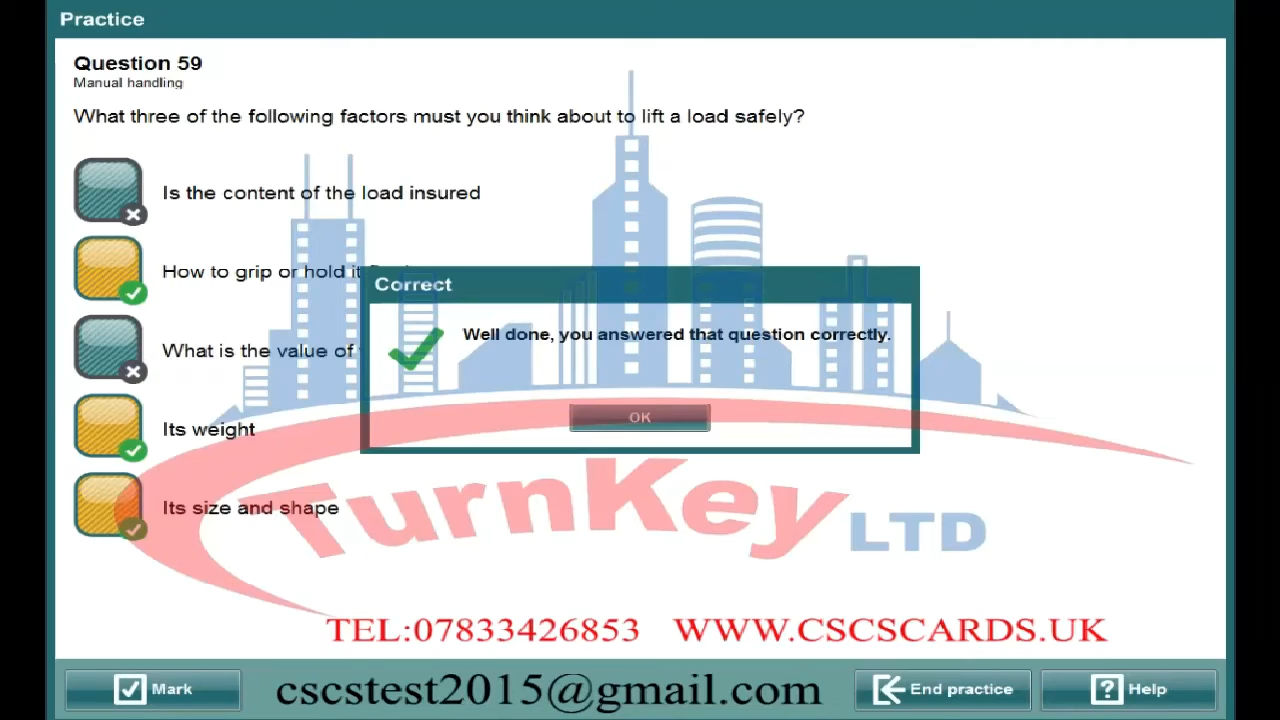 Practice
Question 59
Manual handling
What three of the following factors must you think about to lift a load safely?
Is the content of the load insured
How to grip or hold it
Correct
Well done, you answered that question correctly.
What is the value of
OK
Its weight
Its size and shape
TurnKey LTD
TEL:07833426853 WWW.CSCSCARDS.UK
Mark
cscstest2015@gmail.com
End practice
Help